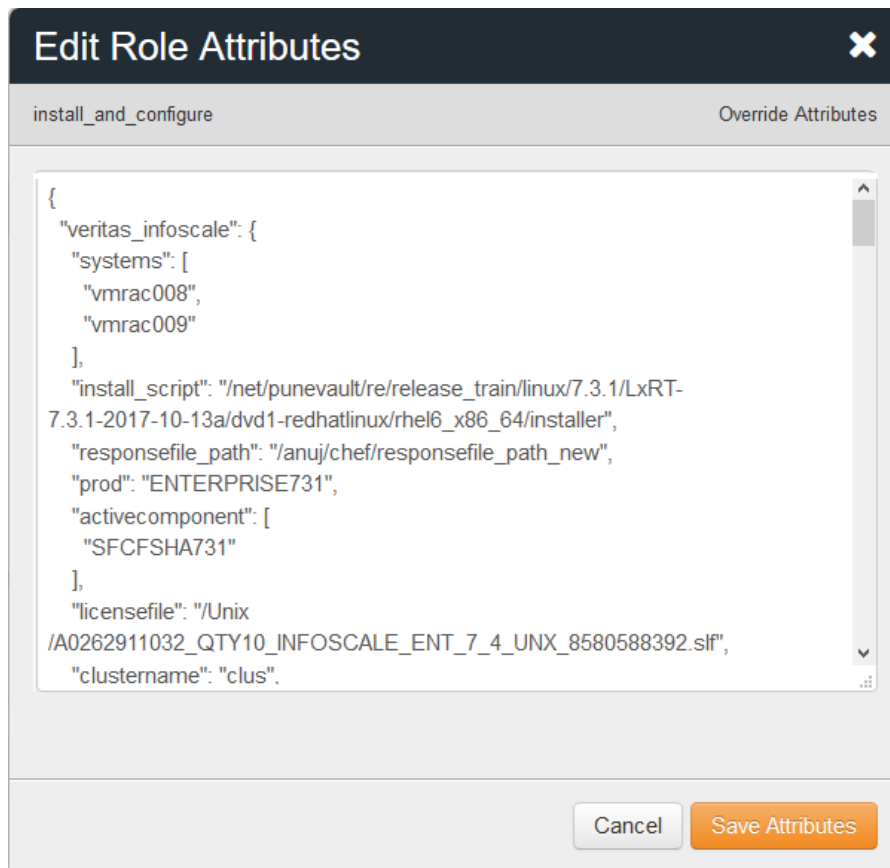 Edit Role Attributes
install_and_configure Override Attributes
{
"veritas_infoscale": {
"systems": [
"vmrac008",
"vmrac009"
],
"install_script": "/net/punevault/re/release_train/linux/7.3.1/LxRT-
7.3.1-2017-10-13a/dvd1-redhatlinux/rhel6_x86_64/installer",
"responsefile_path": "/anuj/chef/responsefile_path_new",
"prod": "ENTERPRISE731",
"activecomponent": [
"SFCFSHA731"
],
"licensefile": "/Unix
/A0262911032_QTY10_INFOSCALE_ENT_7_4_UNX_8580588392.slf",
"clustername": "clus",
Cancel Save Attributes